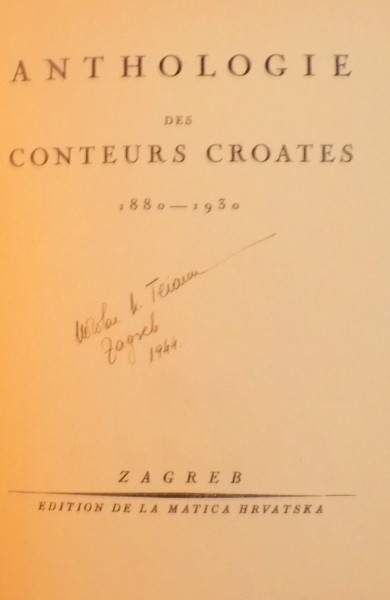 ANTHOLOGIE
DES
CONTEURS CROATES
1880—1930
Zagreb
1944.
ZAGREB
EDITION DE LA MATICA HRVATSKA